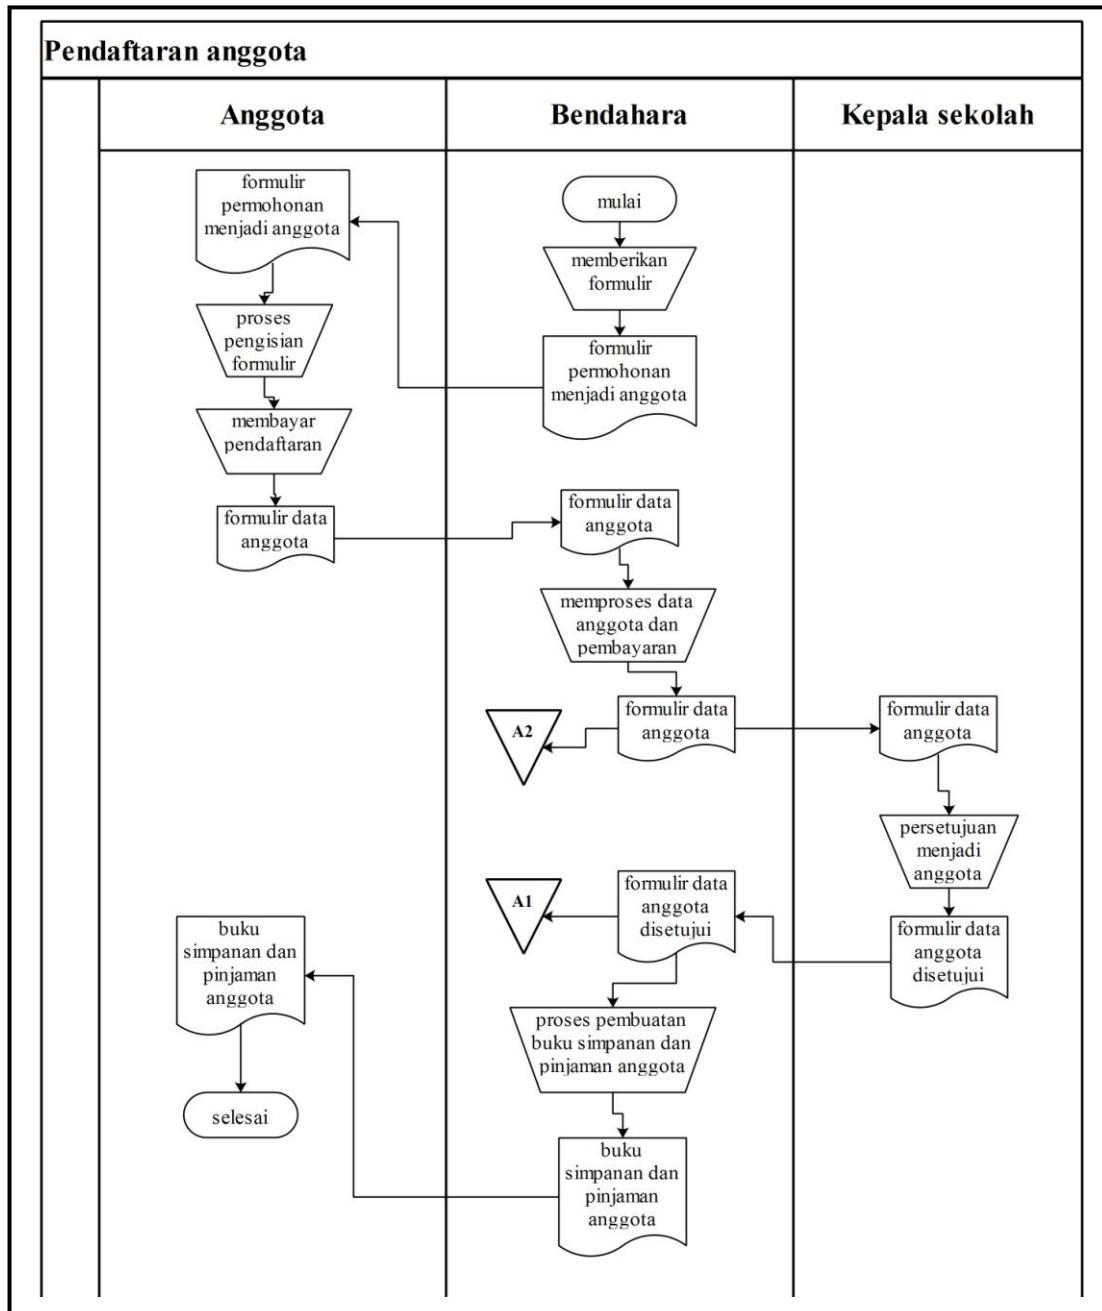 Pendaftaran anggota
Anggota
Bendahara
Kepala sekolah
mulai
memberikan
formulir
formulir
permohonan
menjadi anggota
formulir
permohonan
menjadi anggota
proses
pengisian
formulir
membayar
pendaftaran
formulir data
anggota
formulir data
anggota
memproses data
anggota dan
pembayaran
formulir data
anggota
A2
formulir data
anggota
persetujuan
menjadi
anggota
formulir data
anggota
disetujui
formulir data
anggota
disetujui
A1
proses pembuatan
buku simpanan dan
pinjaman anggota
buku
simpanan dan
pinjaman
anggota
buku
simpanan dan
pinjaman
anggota
selesai